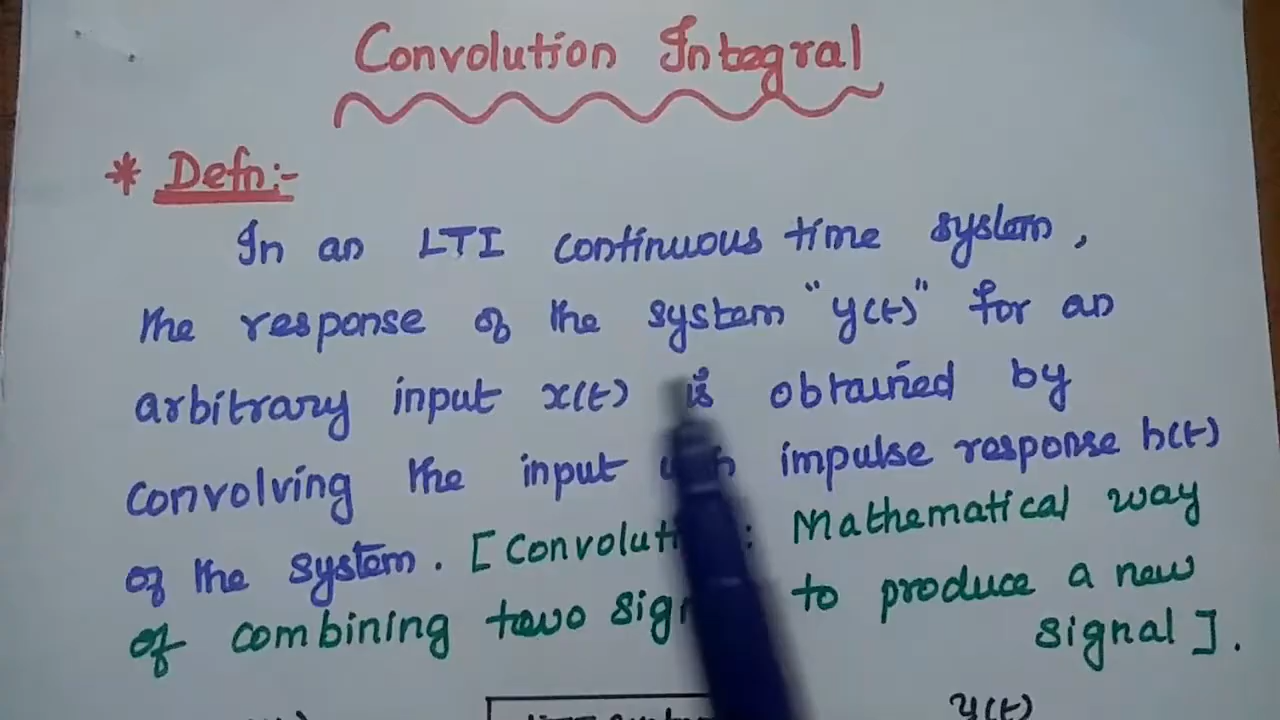 Convolution Integral
* Defn:-
In an LTI continuous time system,
the response of the system "y(t)" for an
arbitrary input x(t) is obtained by
convolving the input impulse response h(t)
of the system. [Convoluti : Mathematical way
of combining two sig to produce a new
signal].
y(t)